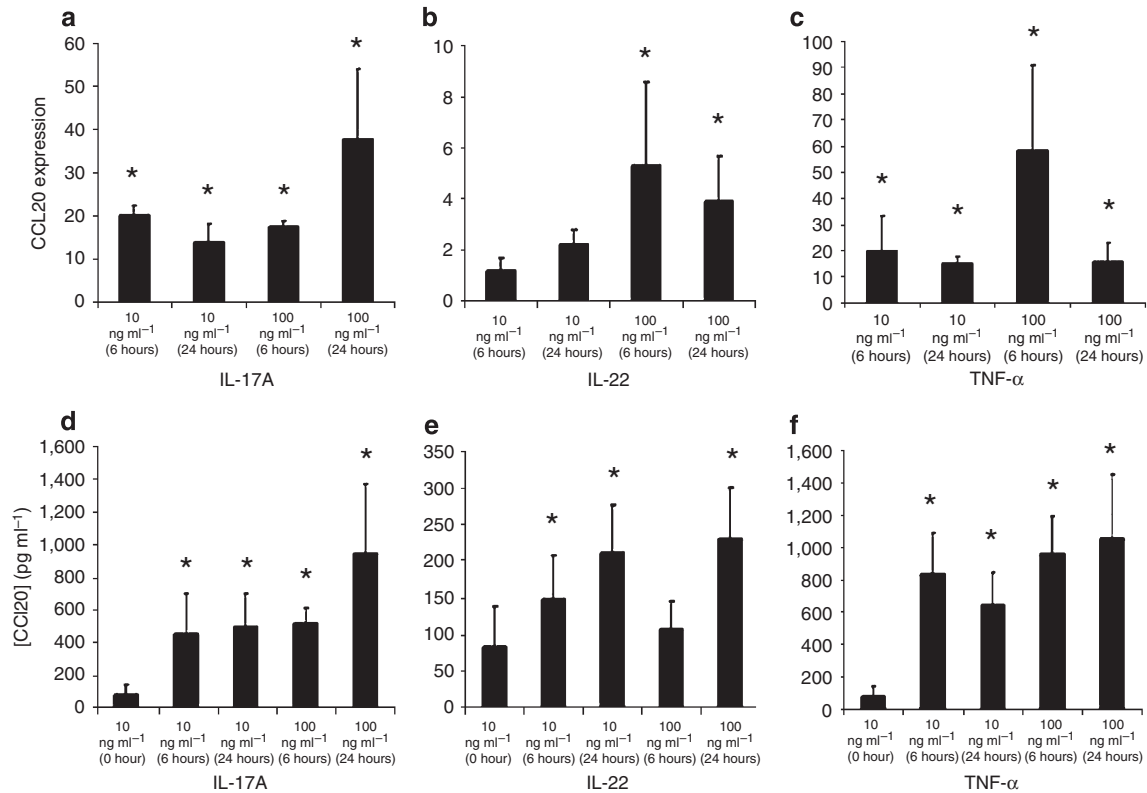 a
CCL20 expression
60
50
40
30
20
10
0
*
*
*
*
10 10 100 100
ng ml⁻¹ ng ml⁻¹ ng ml⁻¹ ng ml⁻¹
(6 hours) (24 hours) (6 hours) (24 hours)
IL-17A
b
10
8
6
4
2
0
*
*
10 10 100 100
ng ml⁻¹ ng ml⁻¹ ng ml⁻¹ ng ml⁻¹
(6 hours) (24 hours) (6 hours) (24 hours)
IL-22
c
100
90
80
70
60
50
40
30
20
10
0
*
*
*
*
10 10 100 100
ng ml⁻¹ ng ml⁻¹ ng ml⁻¹ ng ml⁻¹
(6 hours) (24 hours) (6 hours) (24 hours)
TNF-α
d
[CCl20] (pg ml⁻¹)
1,600
1,400
1,200
1,000
800
600
400
200
0
*
*
*
*
10 10 10 100 100
ng ml⁻¹ ng ml⁻¹ ng ml⁻¹ ng ml⁻¹ ng ml⁻¹
(0 hour) (6 hours) (24 hours) (6 hours) (24 hours)
IL-17A
e
350
300
250
200
150
100
50
0
*
*
*
10 10 10 100 100
ng ml⁻¹ ng ml⁻¹ ng ml⁻¹ ng ml⁻¹ ng ml⁻¹
(0 hour) (6 hours) (24 hours) (6 hours) (24 hours)
IL-22
f
1,600
1,400
1,200
1,000
800
600
400
200
0
*
*
*
*
10 10 10 100 100
ng ml⁻¹ ng ml⁻¹ ng ml⁻¹ ng ml⁻¹ ng ml⁻¹
(0 hour) (6 hours) (24 hours) (6 hours) (24 hours)
TNF-α